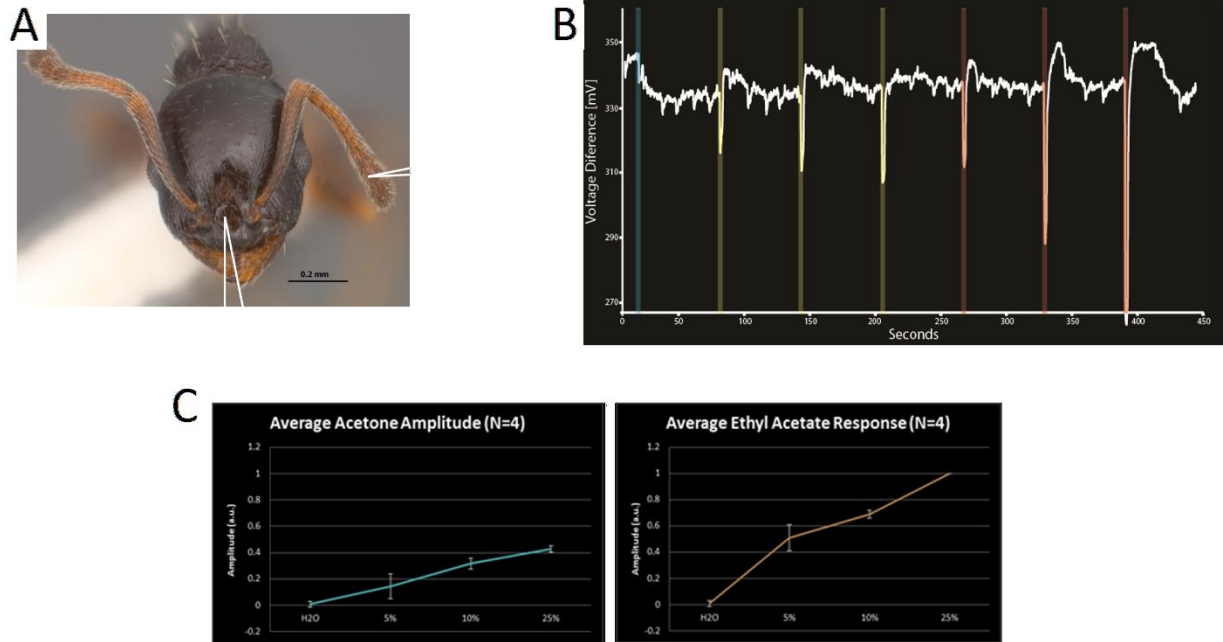 A
0.2 mm
B
Voltage Diference [mV]
350
330
310
290
270
0 50 100 150 200 250 300 350 400 450
Seconds
C
Average Acetone Amplitude (N=4)
Amplitude (a.u.)
1.2
1
0.8
0.6
0.4
0.2
0
-0.2
H2O 5% 10% 25%
Average Ethyl Acetate Response (N=4)
Amplitude (a.u.)
1.2
1
0.8
0.6
0.4
0.2
0
-0.2
H2O 5% 10% 25%